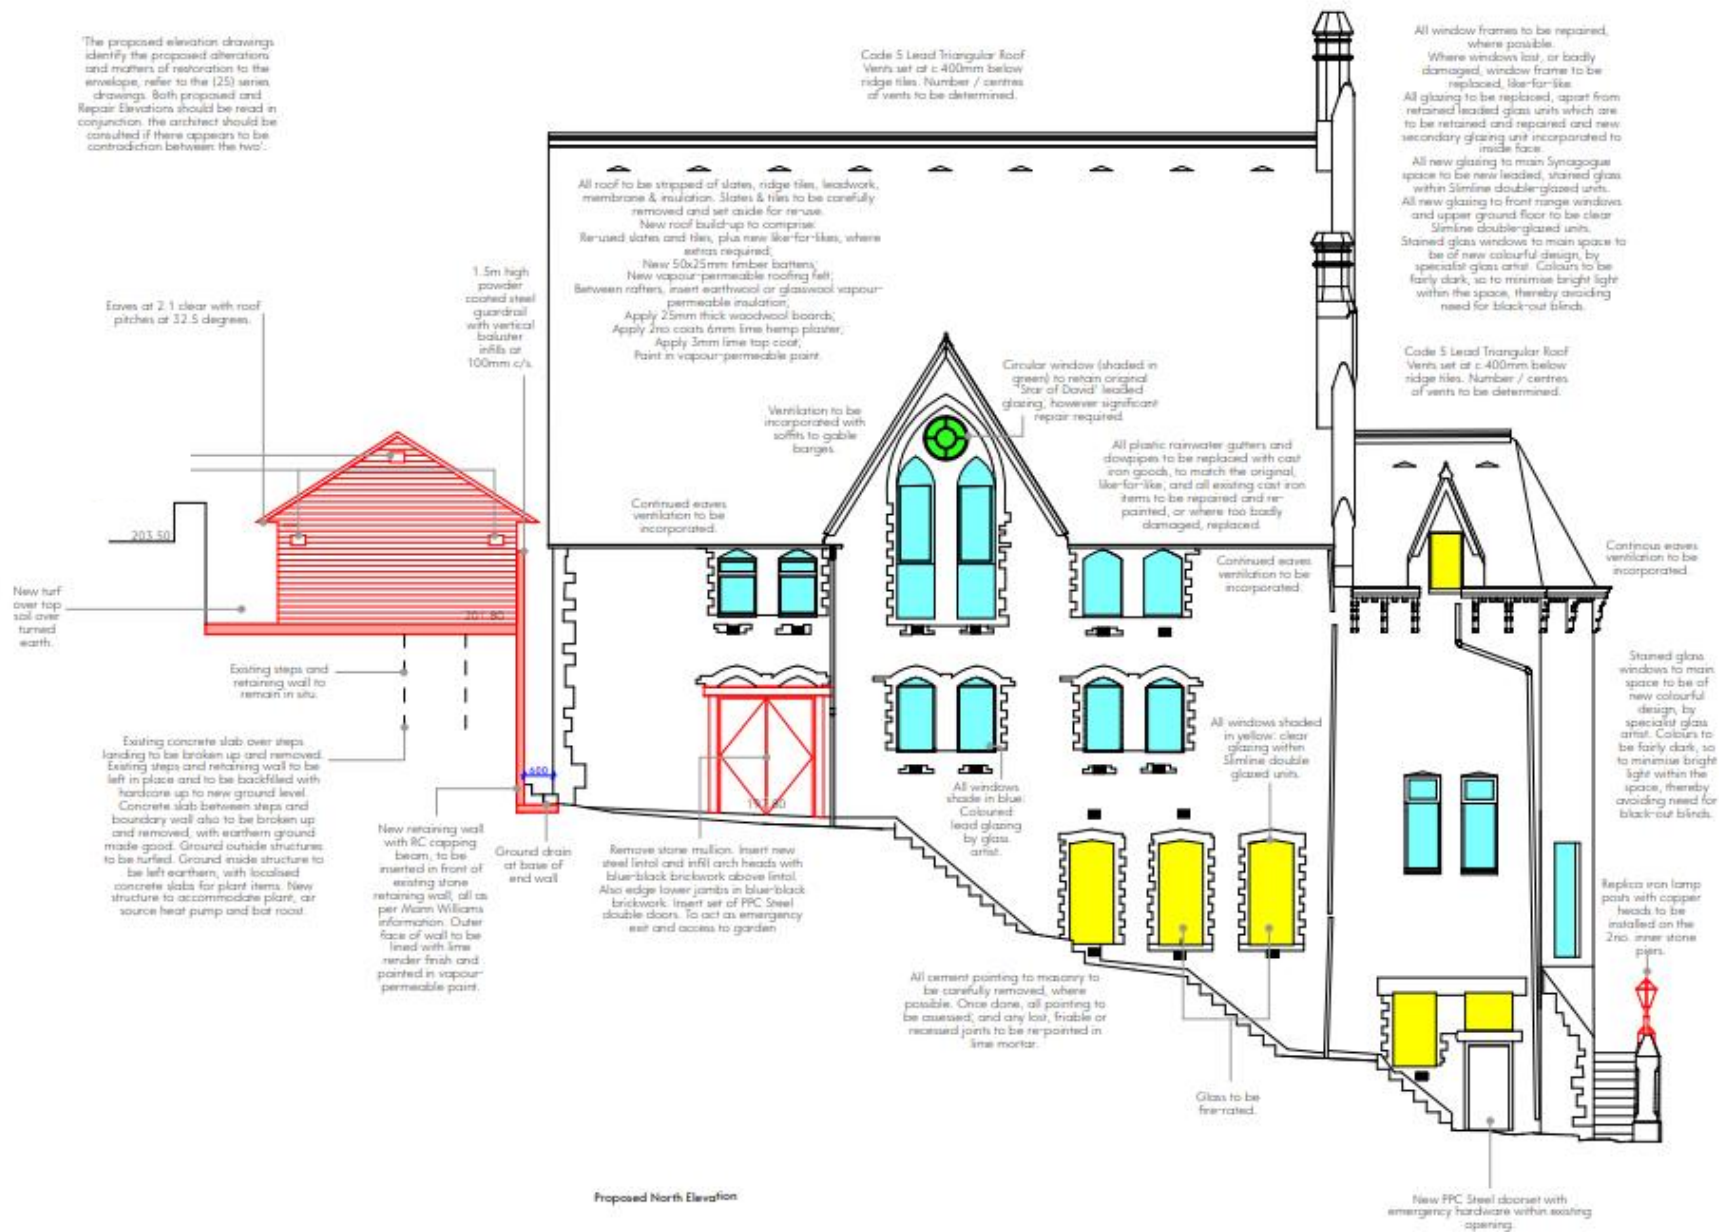 'The proposed elevation drawings
identify the proposed alterations
and matters of restoration to the
envelope, refer to the (25) series
drawings. Both proposed and
Repair Elevations should be read in
conjunction. the architect should be
consulted if there appears to be
contradiction between the two'.
Code 5 Lead Triangular Roof
Vents set at c.400mm below
ridge tiles. Number / centres
of vents to be determined.
All window frames to be repaired,
where possible.
Where windows lost, or badly
damaged, window frame to be
replaced, like-for-like.
All glazing to be replaced, apart from
retained leaded glass units which are
to be retained and repaired and new
secondary glazing unit incorporated to
inside face.
All new glazing to main Synagogue
space to be new leaded, stained glass
within Slimline double-glazed units.
All new glazing to front range windows
and upper ground floor to be clear
Slimline double-glazed units.
Stained glass windows to main space to
be of new colourful design, by
specialist glass artist. Colours to be
fairly dark, so to minimise bright light
within the space, thereby avoiding
need for black-out blinds.
All roof to be stripped of slates, ridge tiles, leadwork,
membrane & insulation. Slates & tiles to be carefully
removed and set aside for re-use.
New roof build-up to comprise:
Re-used slates and tiles, plus new like-for-likes, where
extras required;
New 50x25mm timber battens;
New vapour-permeable roofing felt;
Between rafters, insert earthwool or glasswool vapour-
permeable insulation;
Apply 25mm thick woodwool boards;
Apply 2no coats 6mm lime hemp plaster;
Apply 3mm lime top coat;
Paint in vapour-permeable paint.
1.5m high
powder
coated steel
guardrail
with vertical
baluster
infills at
100mm c/s.
Eaves at 2.1 clear with roof
pitches at 32.5 degrees.
Circular window (shaded in
green) to retain original
'Star of David' leaded
glazing, however significant
repair required.
Code 5 Lead Triangular Roof
Vents set at c.400mm below
ridge tiles. Number / centres
of vents to be determined.
Ventilation to be
incorporated with
soffits to gable
barges.
All plastic rainwater gutters and
dowpipes to be replaced with cast
iron goods, to match the original,
like-for-like, and all existing cast iron
items to be repaired and re-
painted, or where too badly
damaged, replaced.
Continued eaves
ventilation to be
incorporated.
203.50
Continued eaves
ventilation to be
incorporated.
Continous eaves
ventilation to be
incorporated.
New turf
over top
soil over
turned
earth.
201.80
Existing steps and
retaining wall to
remain in situ.
Stained glass
windows to main
space to be of
new colourful
design, by
specialist glass
artist. Colours to
be fairly dark, so
to minimise bright
light within the
space, thereby
avoiding need for
black-out blinds.
Existing concrete slab over steps
landing to be broken up and removed.
Existing steps and retaining wall to be
left in place and to be backfilled with
hardcore up to new ground level.
Concrete slab between steps and
boundary wall also to be broken up
and removed, with earthern ground
made good. Ground outside structures
to be turfed. Ground inside structure to
be left earthern, with localised
concrete slabs for plant items. New
structure to accommodate plant, air
source heat pump and bat roost.
600
All windows shaded
in yellow: clear
glazing within
Slimline double
glazed units.
All windows
shade in blue:
Coloured:
lead glazing
by glass
artist.
New retaining wall
with RC capping
beam, to be
inserted in front of
existing stone
retaining wall, all as
per Mann Williams
information. Outer
face of wall to be
lined with lime
render finish and
painted in vapour-
permeable paint.
Ground drain
at base of
end wall
Remove stone mullion. Insert new
steel lintol and infill arch heads with
blue-black brickwork above lintol.
Also edge lower jambs in blue-black
brickwork. Insert set of PPC Steel
double doors. To act as emergency
exit and access to garden
Replica iron lamp
posts with copper
heads to be
installed on the
2no. inner stone
piers.
All cement pointing to masonry to
be carefully removed, where
possible. Once done, all pointing to
be assessed, and any lost, friable or
recessed joints to be re-pointed in
lime mortar.
Glass to be
fire-rated.
Proposed North Elevation
New PPC Steel doorset with
emergency hardware within existing
opening.